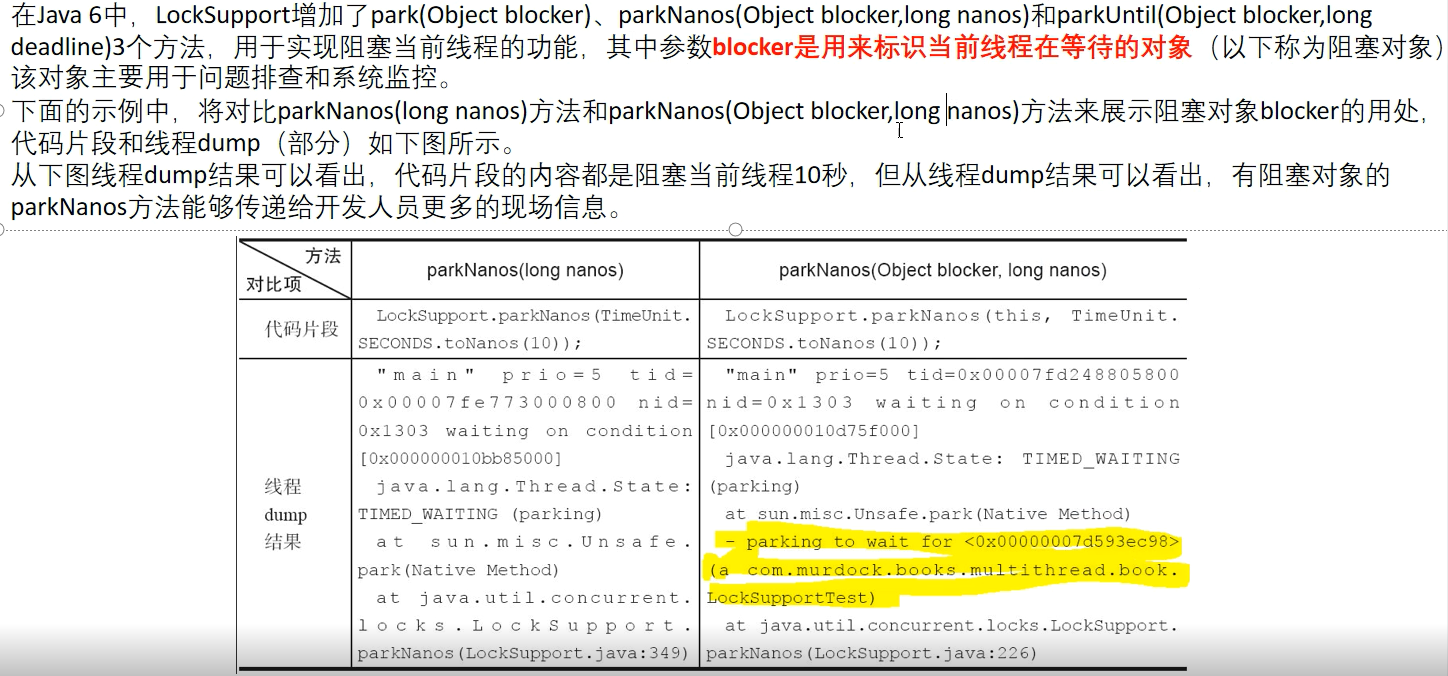 在Java 6中，LockSupport增加了park(Object blocker)、parkNanos(Object blocker,long nanos)和parkUntil(Object blocker,long
deadline)3个方法，用于实现阻塞当前线程的功能，其中参数blocker是用来标识当前线程在等待的对象（以下称为阻塞对象）
该对象主要用于问题排查和系统监控。
下面的示例中，将对比parkNanos(long nanos)方法和parkNanos(Object blocker,long nanos)方法来展示阻塞对象blocker的用处，
代码片段和线程dump（部分）如下图所示。
从下图线程dump结果可以看出，代码片段的内容都是阻塞当前线程10秒，但从线程dump结果可以看出，有阻塞对象的
parkNanos方法能够传递给开发人员更多的现场信息。
方法
对比项
parkNanos(long nanos)
parkNanos(Object blocker, long nanos)
代码片段
LockSupport.parkNanos(TimeUnit.
SECONDS.toNanos(10));
LockSupport.parkNanos(this, TimeUnit.
SECONDS.toNanos(10));
线程
dump
结果
"main" prio=5 tid=
0x00007fe773000800 nid=
0x1303 waiting on condition
[0x000000010bb85000]
java.lang.Thread.State:
TIMED_WAITING (parking)
at sun.misc.Unsafe.
park(Native Method)
at java.util.concurrent.
locks.LockSupport.
parkNanos(LockSupport.java:349)
"main" prio=5 tid=0x00007fd248805800
nid=0x1303 waiting on condition
[0x000000010d75f000]
java.lang.Thread.State: TIMED_WAITING
(parking)
at sun.misc.Unsafe.park(Native Method)
- parking to wait for <0x00000007d593ec98>
(a com.murdock.books.multithread.book.
LockSupportTest)
at java.util.concurrent.locks.LockSupport.
parkNanos(LockSupport.java:226)